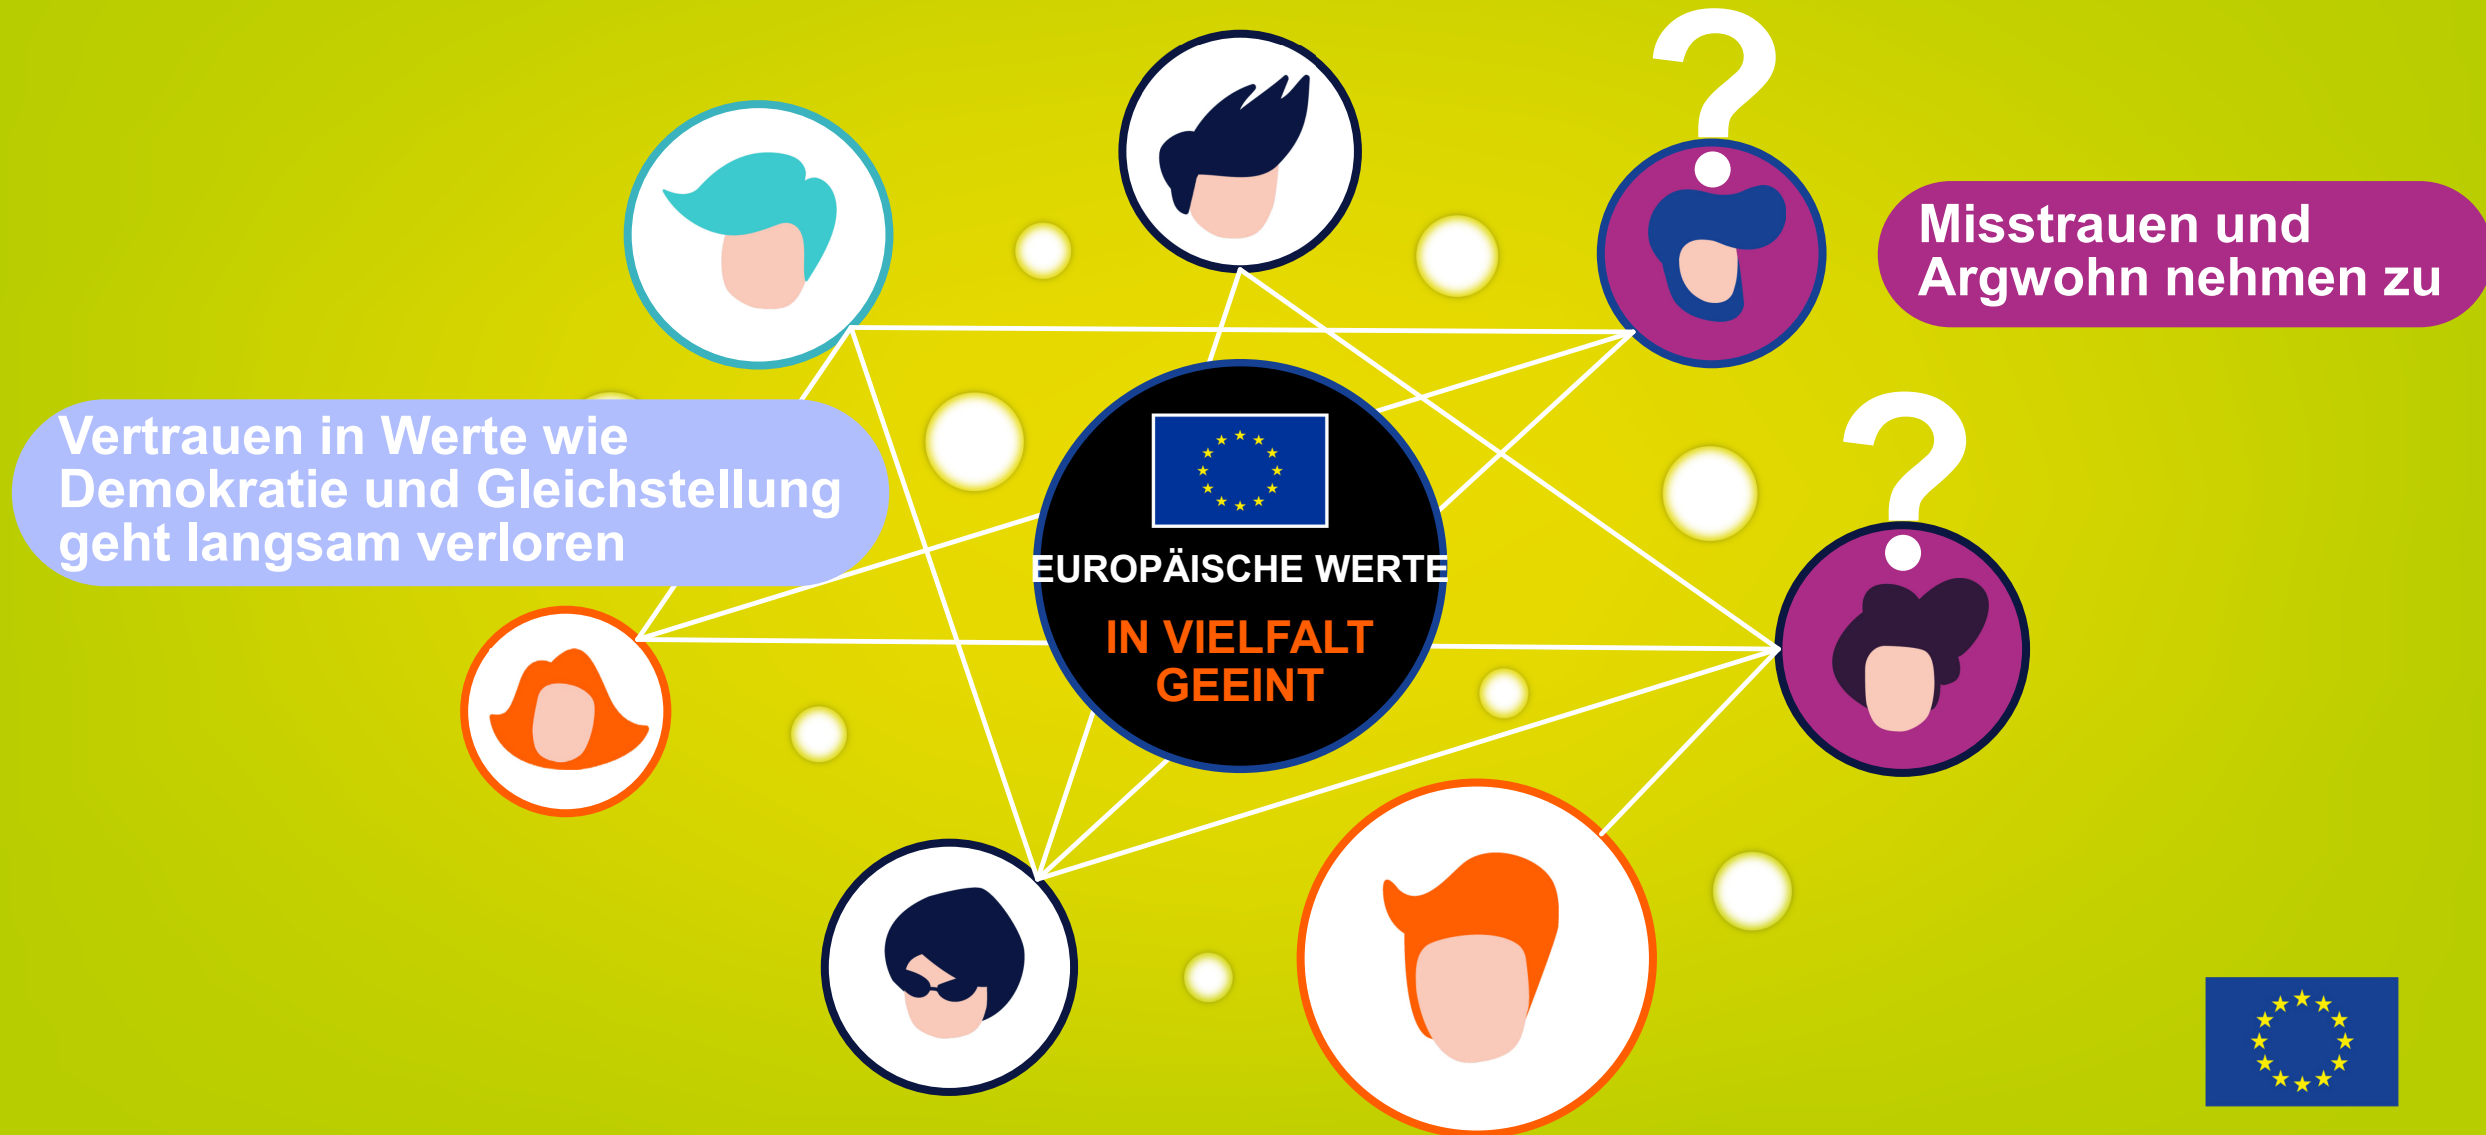 ?
Misstrauen und
Argwohn nehmen zu
Vertrauen in Werte wie
Demokratie und Gleichstellung
geht langsam verloren
?
EUROPÄISCHE WERTE
IN VIELFALT
GEEINT